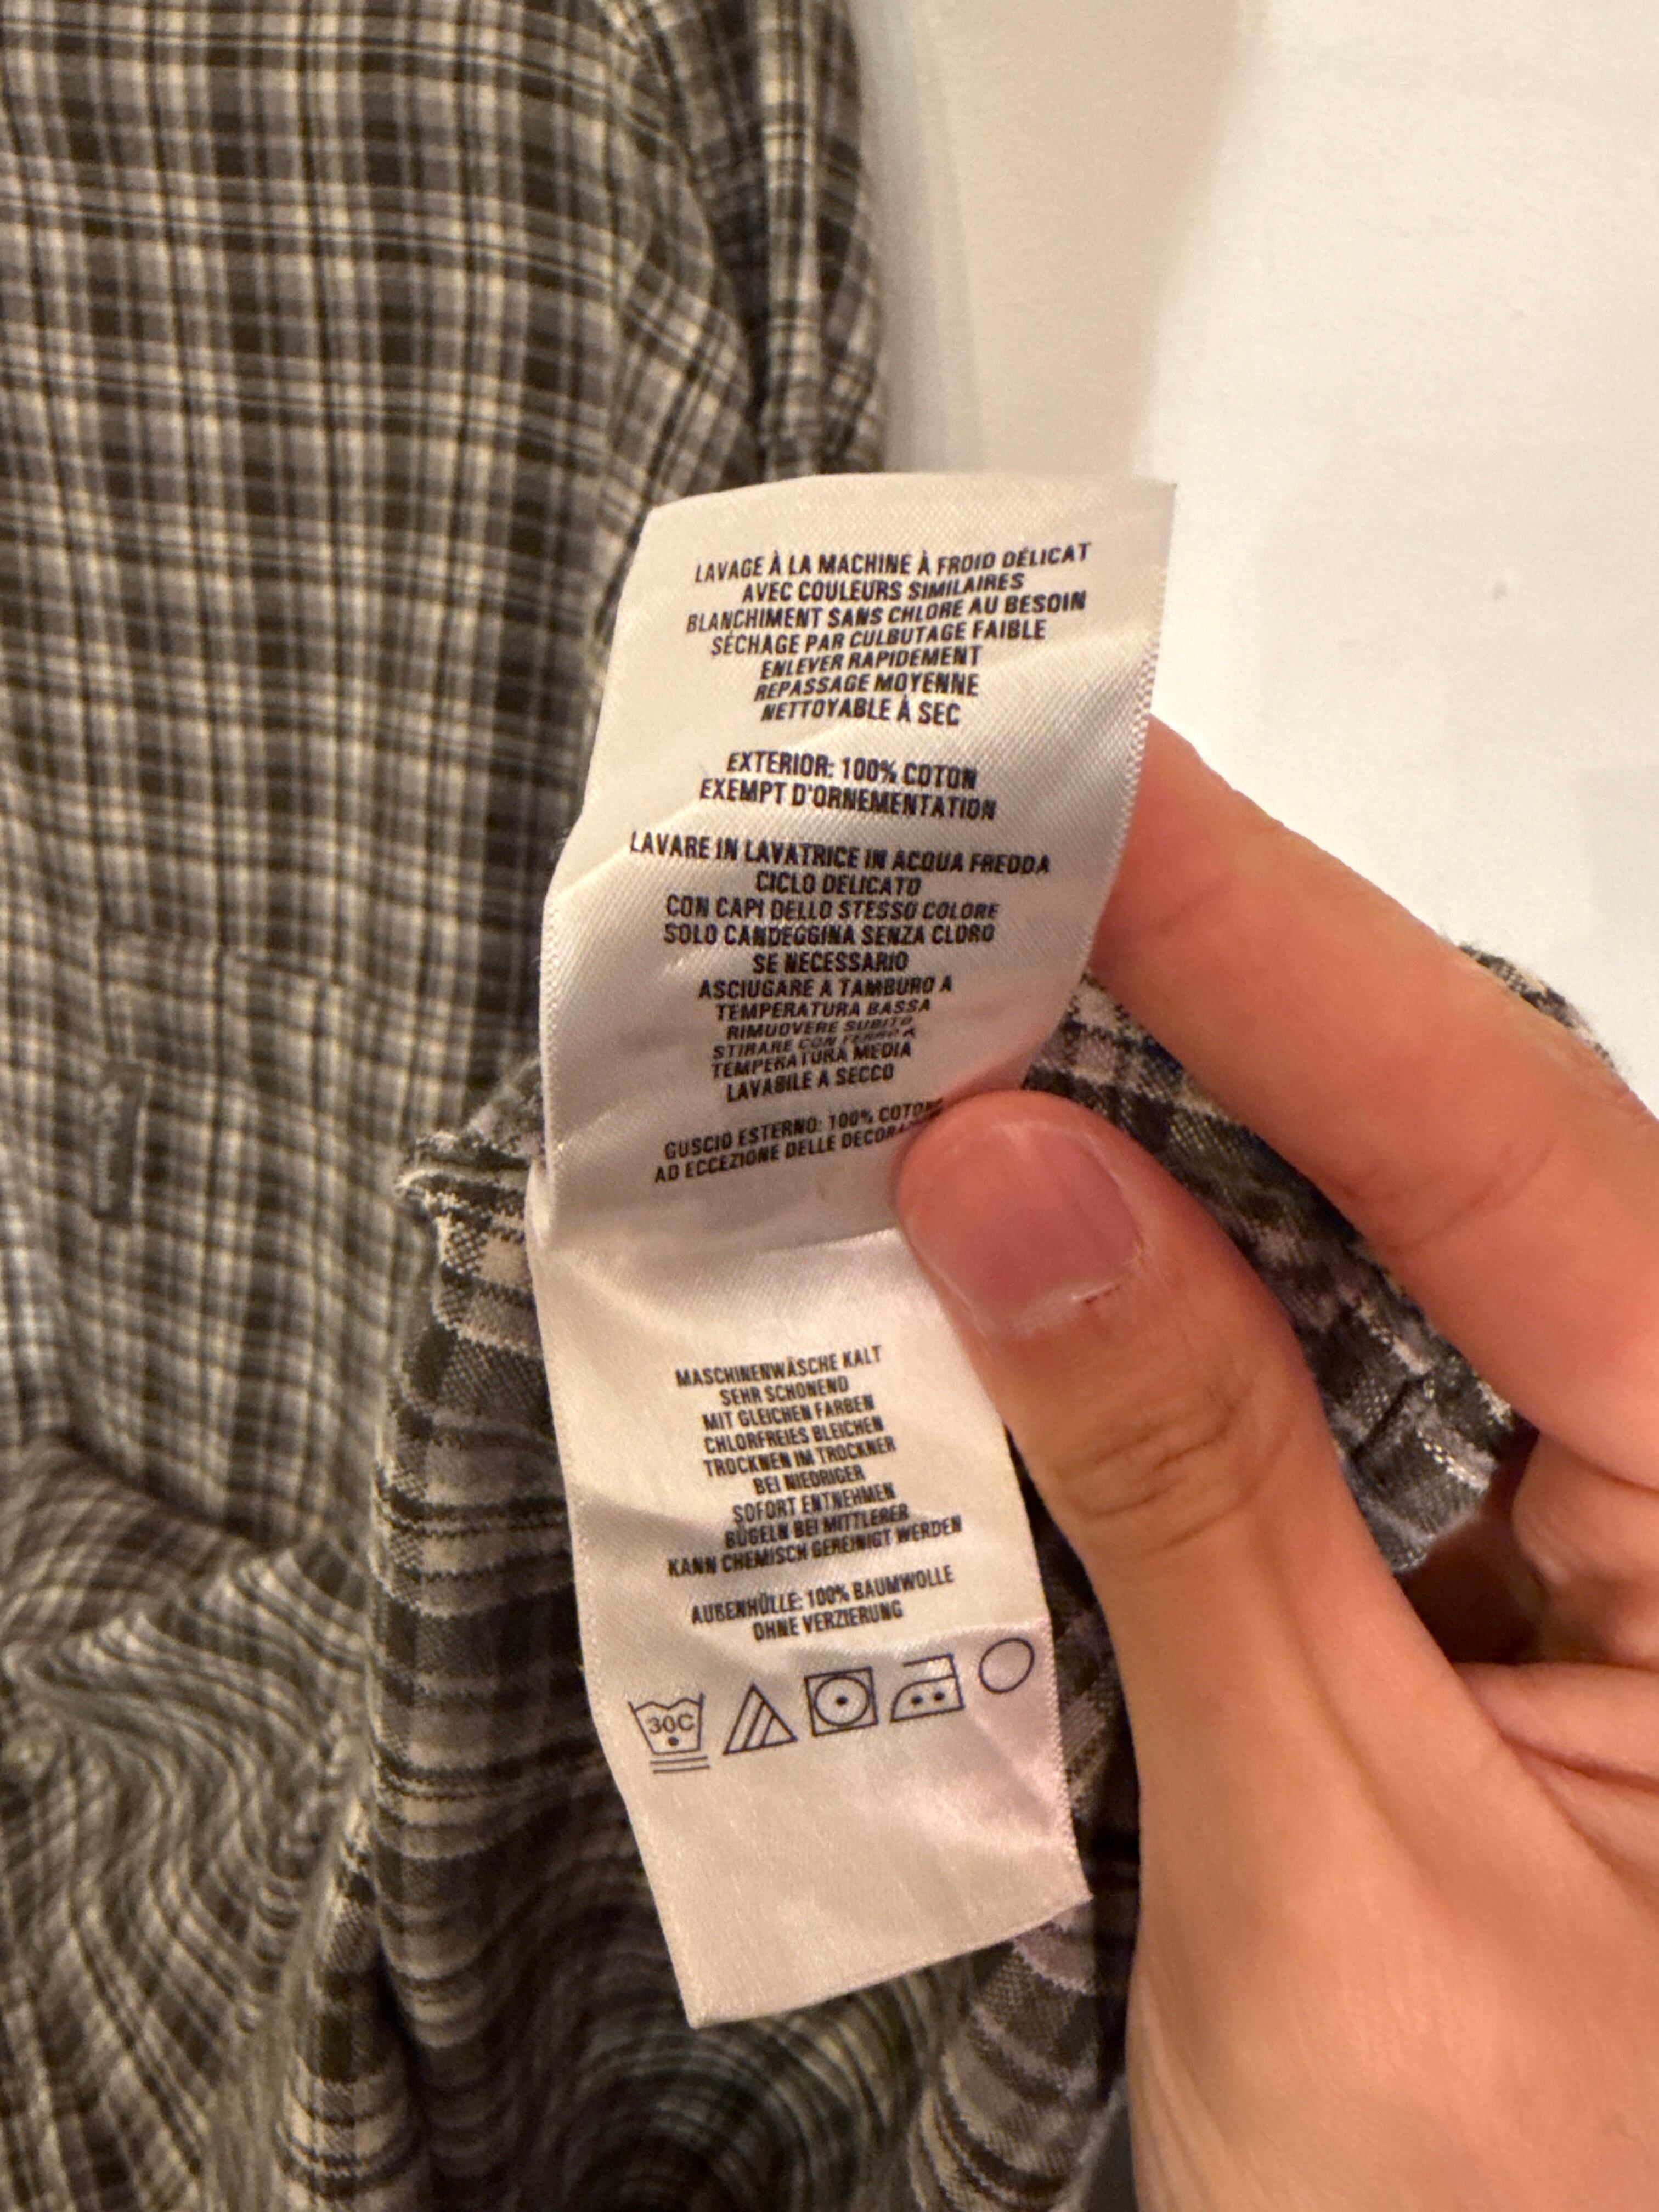 LAVAGE À LA MACHINE À FROID DÉLICAT
AVEC COULEURS SIMILAIRES
BLANCHIMENT SANS CHLORE AU BESOIN
SÉCHAGE PAR CULBUTAGE FAIBLE
ENLEVER RAPIDEMENT
REPASSAGE MOYENNE
NETTOYABLE À SEC
EXTERIOR: 100% COTON
EXEMPT D'ORNEMENTATION
LAVARE IN LAVATRICE IN ACQUA FREDDA
CICLO DELICATO
CON CAPI DELLO STESSO COLORE
SOLO CANDEGGINA SENZA CLORO
SE NECESSARIO
ASCIUGARE A TAMBURO A
TEMPERATURA BASSA
RIMUOVERE SUBITO
STIRARE CON FERRO A
TEMPERATURA MEDIA
LAVABILE A SECCO
GUSCIO ESTERNO: 100% COTONE
AD ECCEZIONE DELLE
MASCHINENWÄSCHE KALT
SEHR SCHONEND
MIT GLEICHEN FARBEN
CHLORFREIES BLEICHEN
TROCKNEN IM TROCKNER
BEI NIEDRIGER
SOFORT ENTNEHMEN
BÜGELN BEI MITTLERER
KANN CHEMISCH GEREINIGT WERDEN
AUßENHÜLLE: 100% BAUMWOLLE
OHNE VERZIERUNG
30C